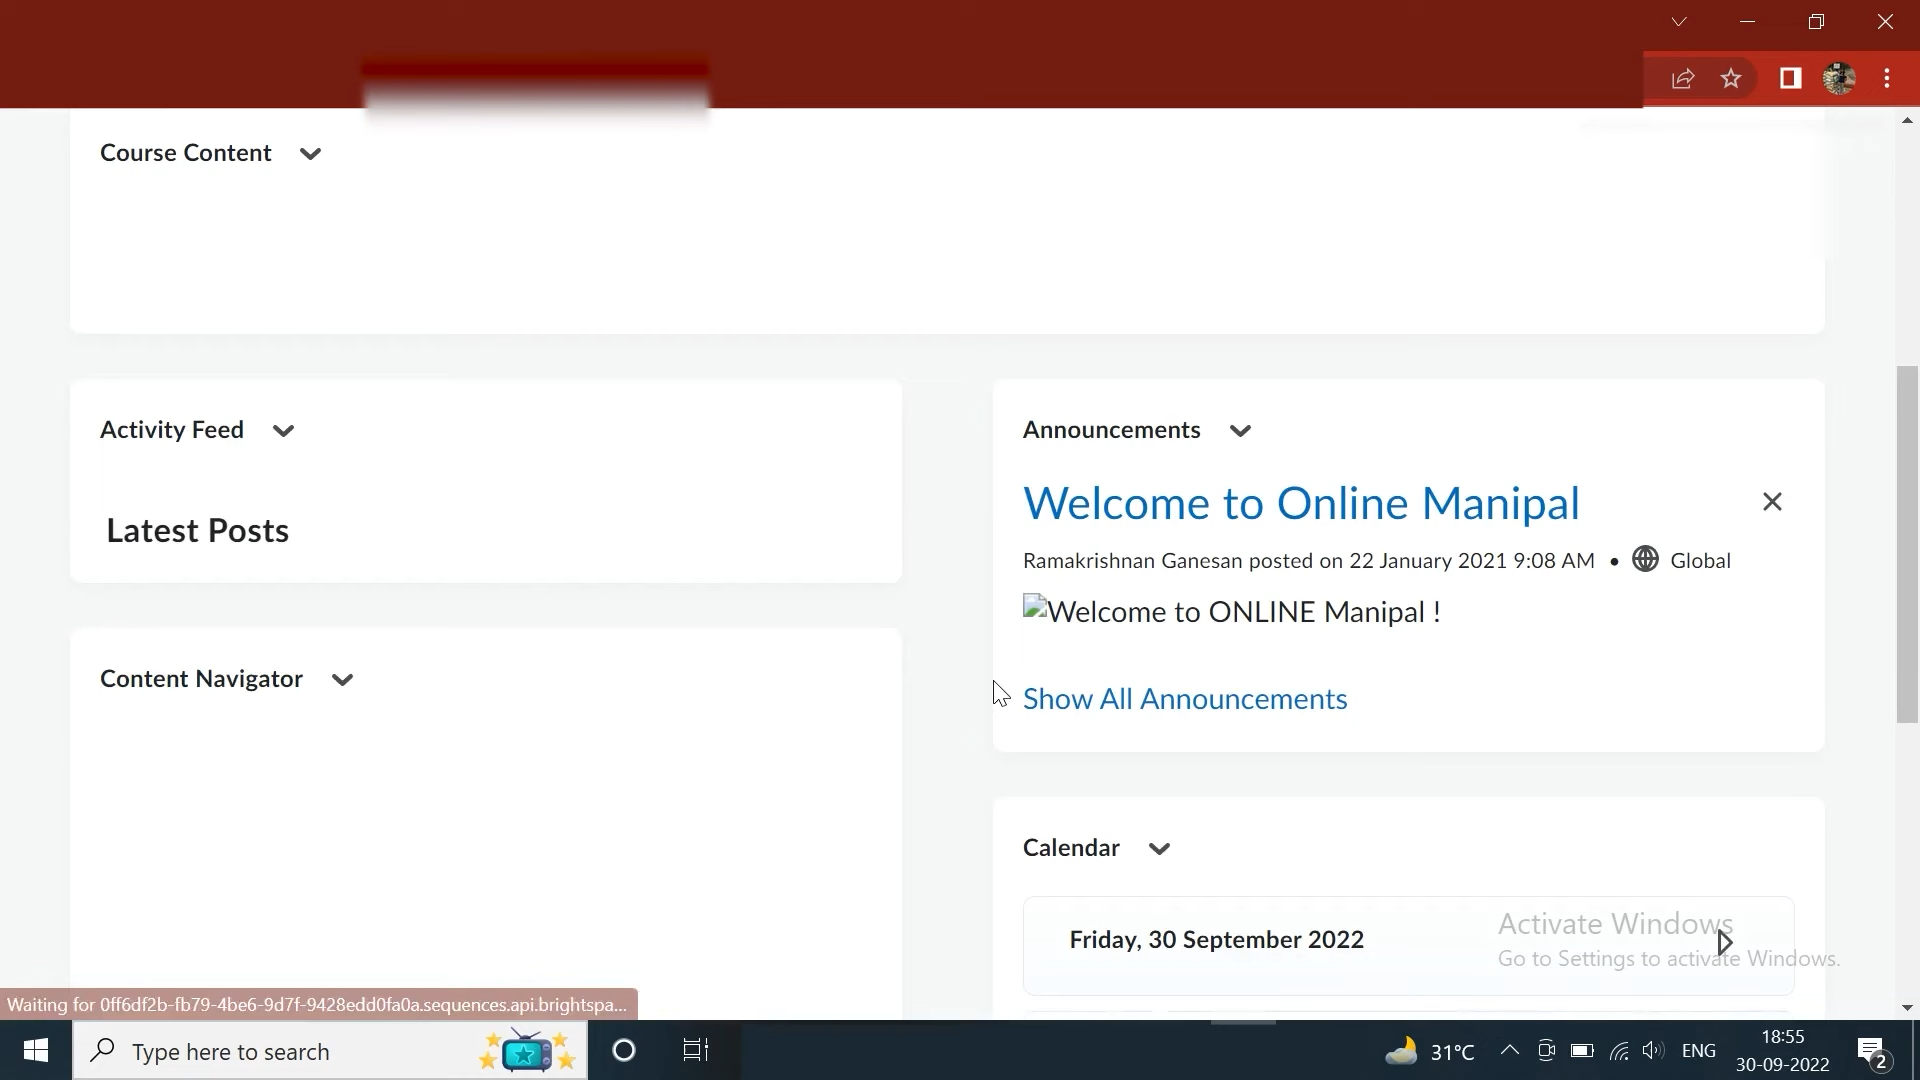 Course Content
Activity Feed
Latest Posts
Announcements
Welcome to Online Manipal
Ramakrishnan Ganesan posted on 22 January 2021 9:08 AM • Global
Welcome to ONLINE Manipal !
Show All Announcements
Content Navigator
Calendar
Friday, 30 September 2022
Activate Windows
Go to Settings to activate Windows.
Waiting for 0ff6df2b-fb79-4be6-9d7f-9428edd0fa0a.sequences.api.brightspa...
Type here to search
31°C
ENG
18:55
30-09-2022
2